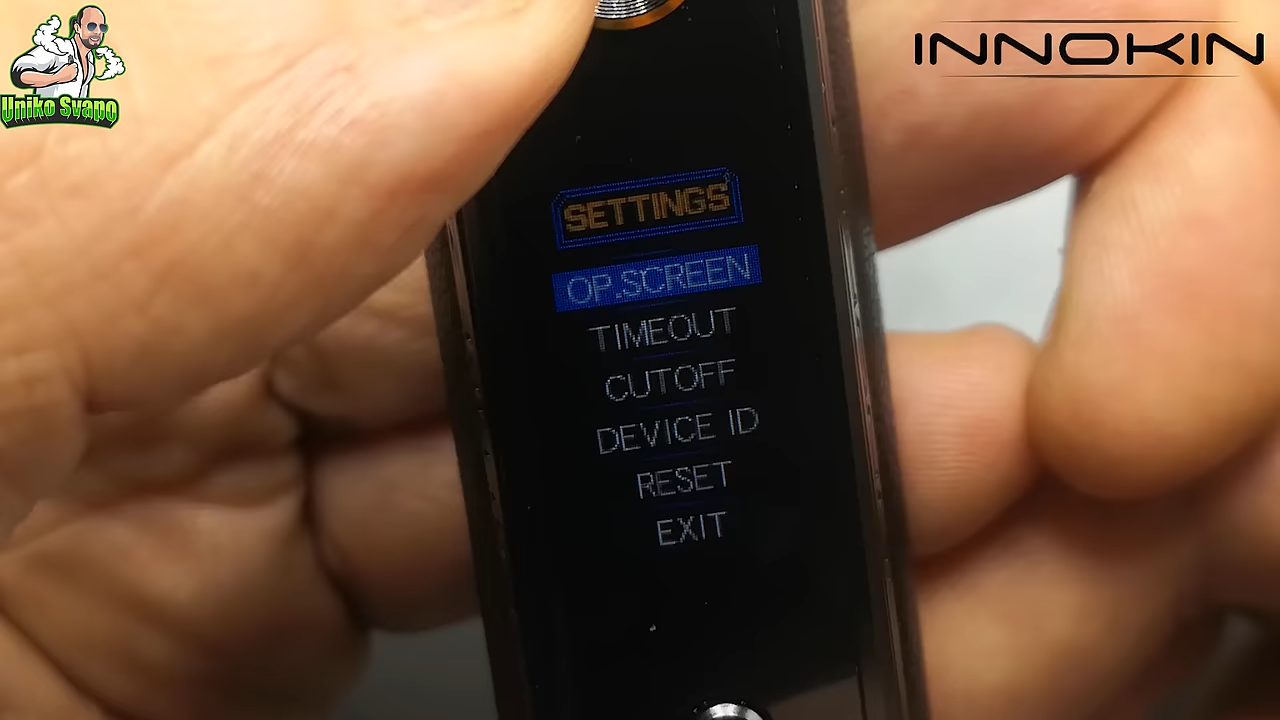 Uniko Svapo
INNOKIN
SETTINGS
OP.SCREEN
TIMEOUT
CUTOFF
DEVICE ID
RESET
EXIT